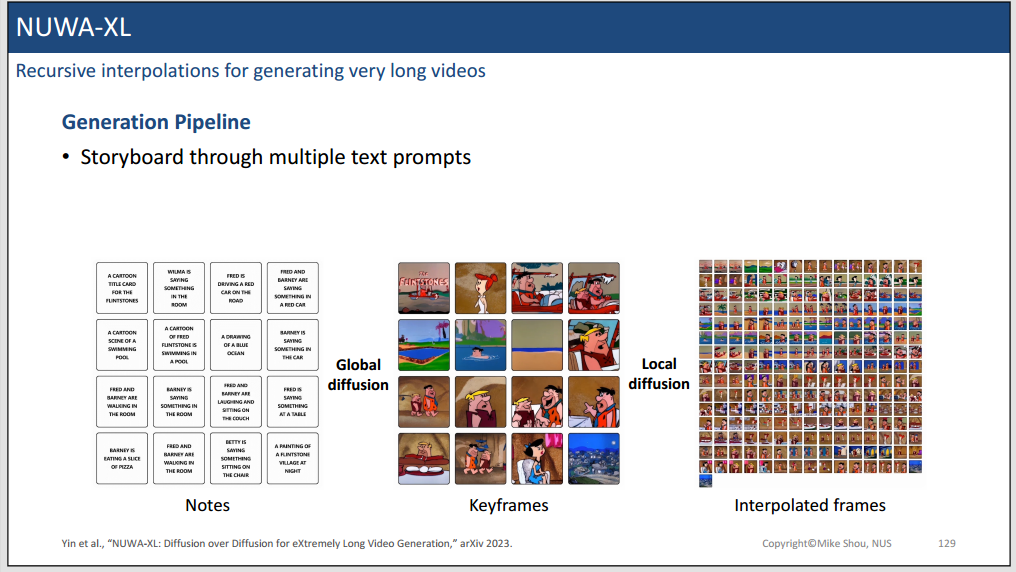 NUWA-XL
Recursive interpolations for generating very long videos
Generation Pipeline
• Storyboard through multiple text prompts
A CARTOON
TITLE CARD
FOR THE
FLINTSTONES
WILMA IS
SAYING
SOMETHING
IN THE
ROOM
FRED IS
DRIVING A RED
CAR ON THE
ROAD
FRED AND
BARNEY ARE
SAYING
SOMETHING IN
A RED CAR
A CARTOON
SCENE OF A
SWIMMING
POOL
A CARTOON
OF FRED
FLINTSTONE IS
SWIMMING IN
A POOL
A DRAWING
OF A BLUE
OCEAN
BARNEY IS
SAYING
SOMETHING IN
THE CAR
FRED AND
BARNEY ARE
WALKING IN
THE ROOM
BARNEY IS
SAYING
SOMETHING IN
THE ROOM
FRED AND
BARNEY ARE
LAUGHING AND
SITTING ON
THE COUCH
FRED IS
SAYING
SOMETHING
AT A TABLE
BARNEY IS
EATING A SLICE
OF PIZZA
FRED AND
BARNEY ARE
WALKING IN
THE ROOM
BETTY IS
SAYING
SOMETHING
SITTING ON
THE CHAIR
A PAINTING OF
A FLINTSTONE
VILLAGE AT
NIGHT
Global
diffusion
The
FLINTSTONES
Local
diffusion
Notes
Keyframes
Interpolated frames
Yin et al., “NUWA-XL: Diffusion over Diffusion for eXtremely Long Video Generation,” arXiv 2023.
Copyright©Mike Shou, NUS
129